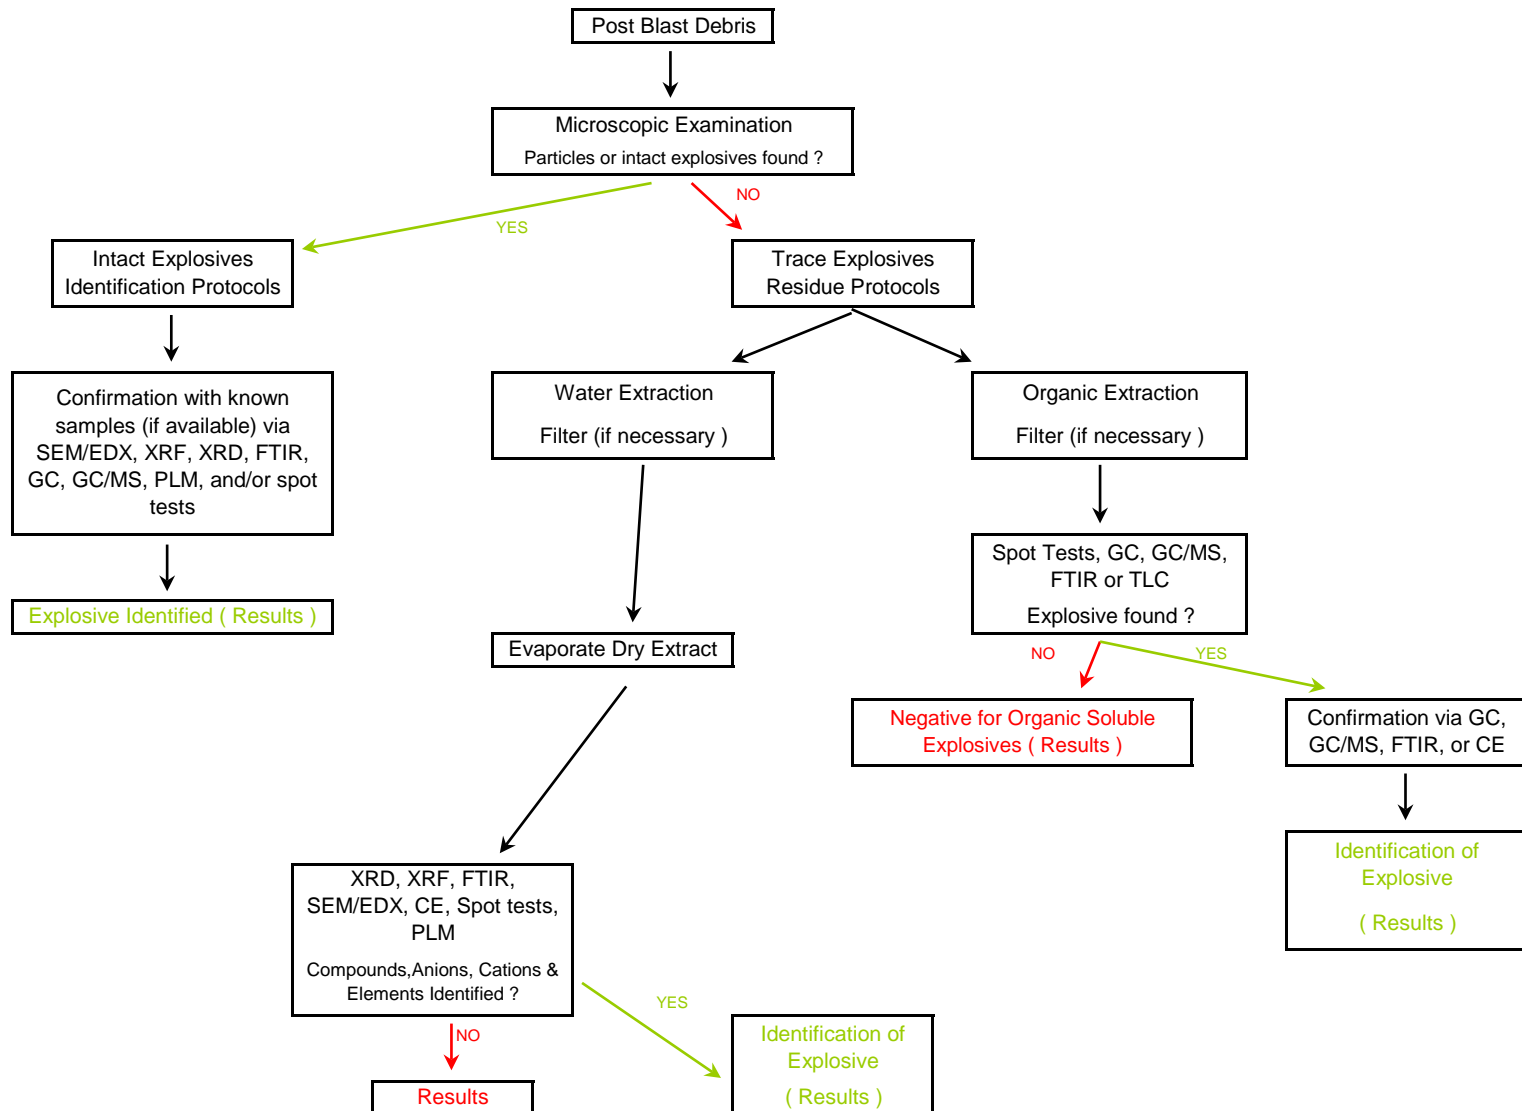 Post Blast Debris
Microscopic Examination
Particles or intact explosives found ?
YES
NO
Intact Explosives
Identification Protocols
Trace Explosives
Residue Protocols
Confirmation with known
samples (if available) via
SEM/EDX, XRF, XRD, FTIR,
GC, GC/MS, PLM, and/or spot
tests
Water Extraction
Filter (if necessary )
Organic Extraction
Filter (if necessary )
Spot Tests, GC, GC/MS,
FTIR or TLC
Explosive found ?
Explosive Identified ( Results )
Evaporate Dry Extract
NO
YES
Negative for Organic Soluble
Explosives ( Results )
Confirmation via GC,
GC/MS, FTIR, or CE
Identification of
Explosive
( Results )
XRD, XRF, FTIR,
SEM/EDX, CE, Spot tests,
PLM
Compounds,Anions, Cations &
Elements Identified ?
YES
NO
Identification of
Explosive
( Results )
Results